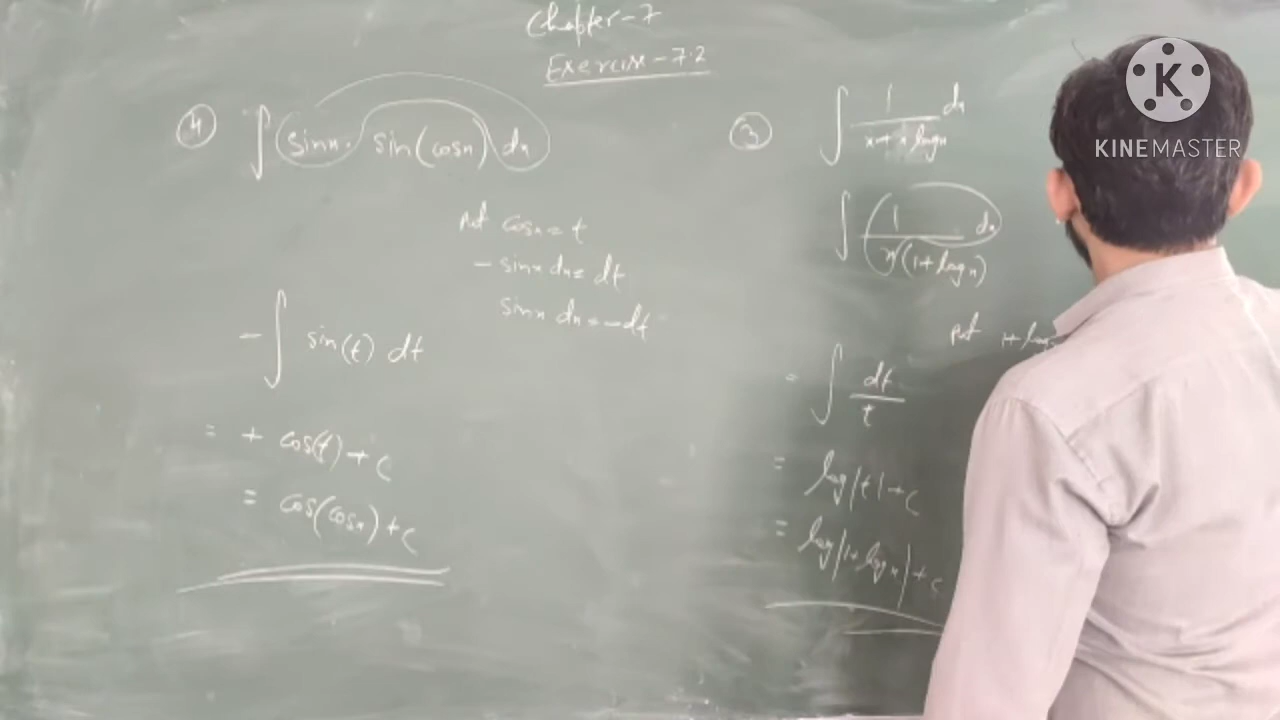 Chapter-7
Exercise-7.2
④ ∫ sinx. sin(cosx) dx
put cosx = t
- sinx dx = dt
sinx dx = -dt
- ∫ sin(t) dt
= + cos(t) + c
= cos(cosx) + c
③ ∫ 1/(x + x logx) dx
∫ 1/(x(1+logx)) dx
put 1+log
= ∫ dt/t
= log|t| + c
= log|1+logx| + c
K
KINEMASTER